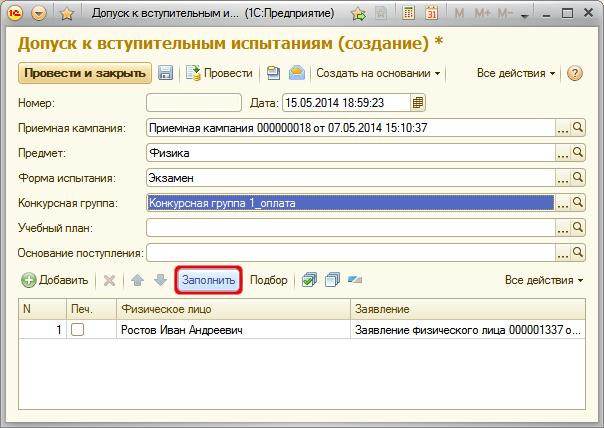 Допуск к вступительным и... (1С:Предприятие)
M M+ M-
Допуск к вступительным испытаниям (создание) *
Провести и закрыть Провести Создать на основании Все действия ?
Номер: Дата: 15.05.2014 18:59:23
Приемная кампания: Приемная кампания 000000018 от 07.05.2014 15:10:37 ...
Предмет: Физика ...
Форма испытания: Экзамен ...
Конкурсная группа: Конкурсная группа 1_оплата ...
Учебный план: ...
Основание поступления: ...
Добавить Заполнить Подбор Все действия
N Печ. Физическое лицо Заявление
1 Ростов Иван Андреевич Заявление физического лица 000001337 о...